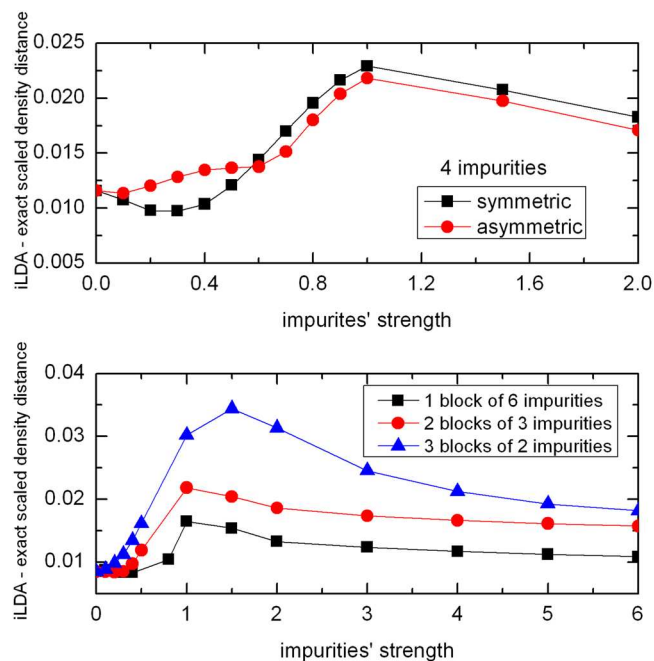 0.025
0.020
0.015
0.010
0.005
iLDA - exact scaled density distance
4 impurities
symmetric
asymmetric
0.0 0.4 0.8 1.2 1.6 2.0
impurites' strength
0.04
0.03
0.02
0.01
iLDA - exact scaled density distance
1 block of 6 impurities
2 blocks of 3 impurities
3 blocks of 2 impurities
0 1 2 3 4 5 6
impurities' strength